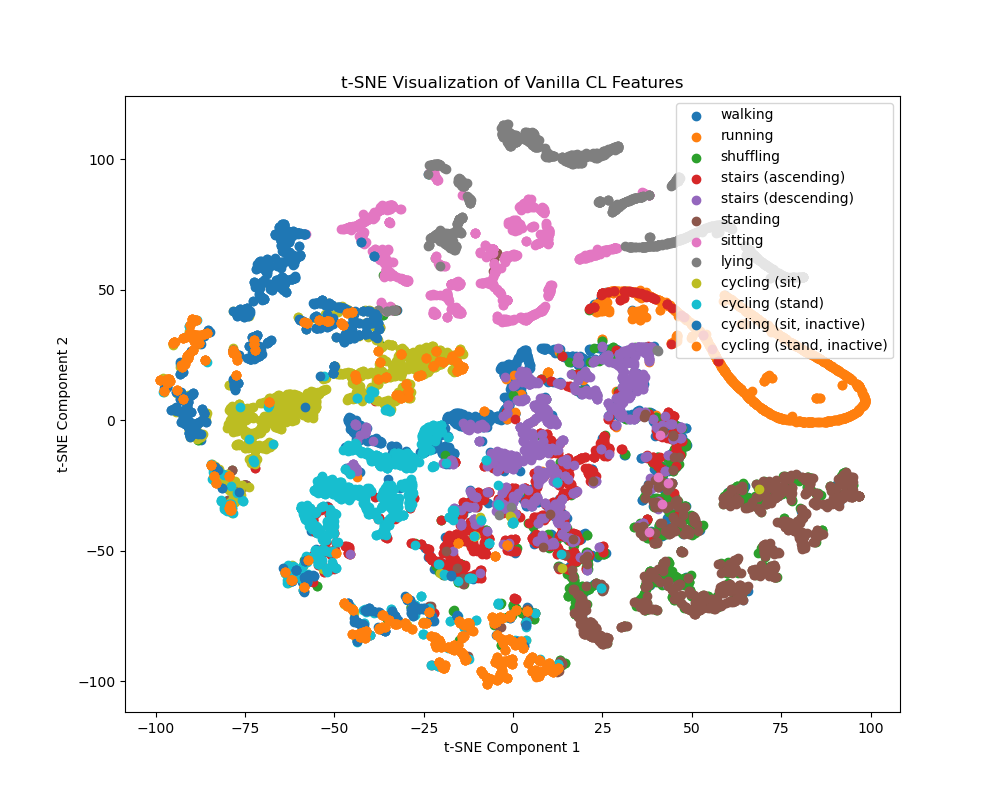 t-SNE Visualization of Vanilla CL Features
walking
running
shuffling
stairs (ascending)
stairs (descending)
standing
sitting
lying
cycling (sit)
cycling (stand)
cycling (sit, inactive)
cycling (stand, inactive)
t-SNE Component 2
100
50
0
−50
−100
−100
−75
−50
−25
0
25
50
75
100
t-SNE Component 1